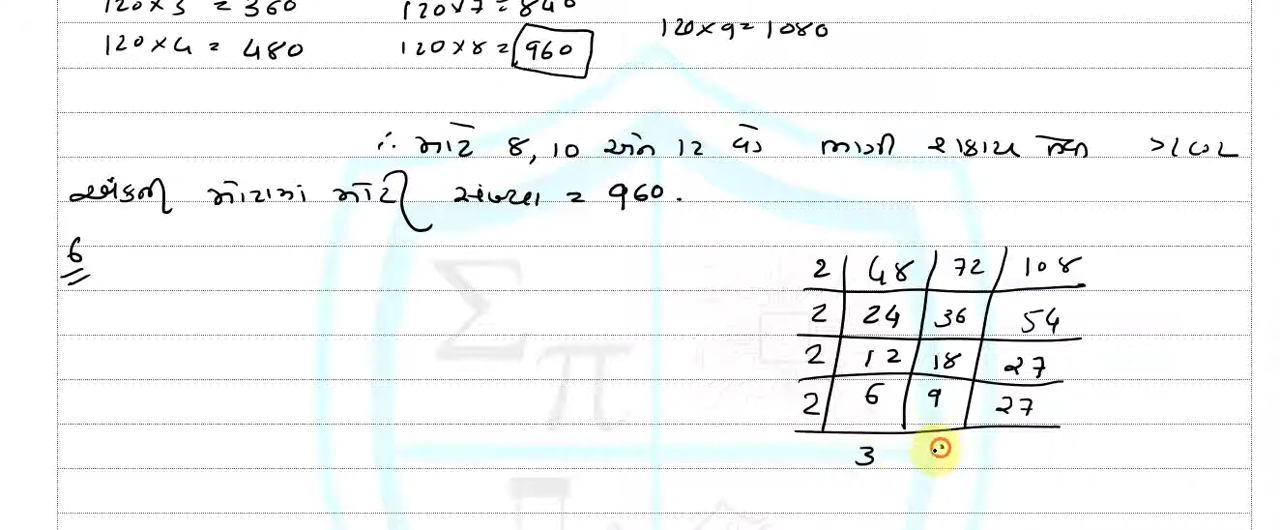 120 × 3 = 360 120 × 7 = 840
120 × 4 = 480 120 × 8 = 960 120 × 9 = 1080
∴ માટે 8, 10 અને 12 વડે ભાગી શકાય તેવા
મોટામાં મોટી સંખ્યા = 960.
6
2 48 72 108
2 24 36 54
2 12 18 27
2 6 9 27
3